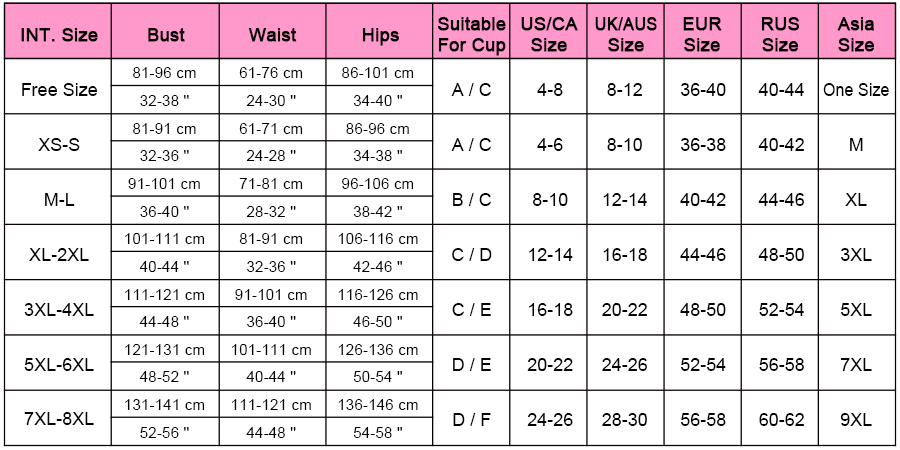 INT. Size Bust Waist Hips Suitable For Cup US/CA Size UK/AUS Size EUR Size RUS Size Asia Size
Free Size 81-96 cm 61-76 cm 86-101 cm A / C 4-8 8-12 36-40 40-44 One Size
32-38 " 24-30 " 34-40 "
XS-S 81-91 cm 61-71 cm 86-96 cm A / C 4-6 8-10 36-38 40-42 M
32-36 " 24-28 " 34-38 "
M-L 91-101 cm 71-81 cm 96-106 cm B / C 8-10 12-14 40-42 44-46 XL
36-40 " 28-32 " 38-42 "
XL-2XL 101-111 cm 81-91 cm 106-116 cm C / D 12-14 16-18 44-46 48-50 3XL
40-44 " 32-36 " 42-46 "
3XL-4XL 111-121 cm 91-101 cm 116-126 cm C / E 16-18 20-22 48-50 52-54 5XL
44-48 " 36-40 " 46-50 "
5XL-6XL 121-131 cm 101-111 cm 126-136 cm D / E 20-22 24-26 52-54 56-58 7XL
48-52 " 40-44 " 50-54 "
7XL-8XL 131-141 cm 111-121 cm 136-146 cm D / F 24-26 28-30 56-58 60-62 9XL
52-56 " 44-48 " 54-58 "